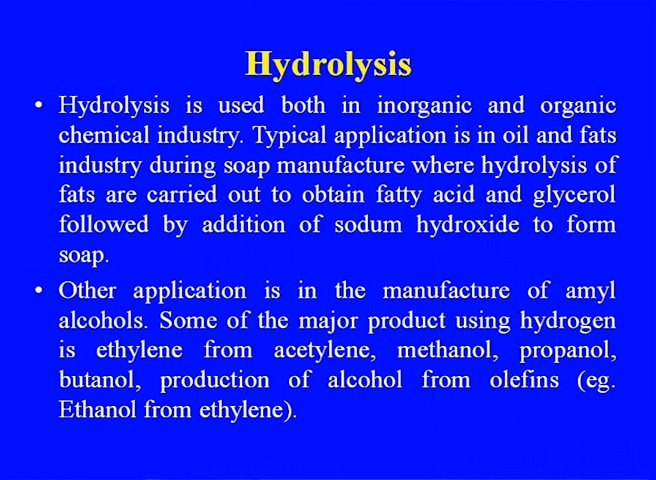 Hydrolysis
• Hydrolysis is used both in inorganic and organic
chemical industry. Typical application is in oil and fats
industry during soap manufacture where hydrolysis of
fats are carried out to obtain fatty acid and glycerol
followed by addition of sodum hydroxide to form
soap.
• Other application is in the manufacture of amyl
alcohols. Some of the major product using hydrogen
is ethylene from acetylene, methanol, propanol,
butanol, production of alcohol from olefins (eg.
Ethanol from ethylene).